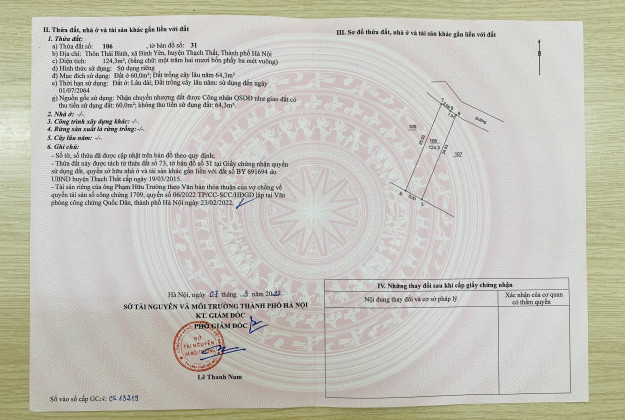 II. Thửa đất, nhà ở và tài sản khác gắn liền với đất
1. Thửa đất:
a) Thửa đất số: 106 , tờ bản đồ số: 31
b) Địa chỉ: Thôn Thái Bình, xã Bình Yên, huyện Thạch Thất, Thành phố Hà Nội
c) Diện tích: 124,3m², (bằng chữ: một trăm hai mươi bốn phẩy ba mét vuông)
d) Hình thức sử dụng: Sử dụng riêng
đ) Mục đích sử dụng: Đất ở 60,0m²; Đất trồng cây lâu năm 64,3m²;
e) Thời hạn sử dụng: Đất ở: Lâu dài; Đất trồng cây lâu năm: sử dụng đến ngày
01/07/2064
g) Nguồn gốc sử dụng: Nhận chuyển nhượng đất được Công nhận QSDĐ như giao đất có
thu tiền sử dụng đất: 60,0m²; không thu tiền sử dụng đất: 64,3m².
2. Nhà ở: -/-
3. Công trình xây dựng khác: -/-
4. Rừng sản xuất là rừng trồng: -/-
5. Cây lâu năm: -/-
6. Ghi chú:
- Số tờ, số thửa được cập nhật trên bản đồ theo quy định;
- Thửa đất này được tách từ thửa đất số 73, tờ bản đồ số 31 tại Giấy chứng nhận quyền
sử dụng đất, quyền sở hữu nhà ở và tài sản khác gắn liền với đất số BY 691694 do
UBND huyện Thạch Thất cấp ngày 19/03/2015.
- Tài sản riêng của ông Phạm Hữu Trường theo Văn bản thỏa thuận của vợ chồng về
quyền tài sản số công chứng 1709, quyển số 06/2022 TP/CC-SCC/HĐGD lập tại Văn
phòng công chứng Quốc Dân, thành phố Hà Nội ngày 23/02/2022.
Hà Nội, ngày 07 tháng 3 năm 2022
SỞ TÀI NGUYÊN VÀ MÔI TRƯỜNG THÀNH PHỐ HÀ NỘI
KT. GIÁM ĐỐC
PHÓ GIÁM ĐỐC
SỞ
TÀI NGUYÊN
Lê Thanh Nam
Số vào sổ cấp GCN: CS 13319
III. Sơ đồ thửa đất, nhà ở và tài sản khác gắn liền với đất
Đường
105
106
124,3
107
5.00
IV. Những thay đổi sau khi cấp giấy chứng nhận
Nội dung thay đổi và cơ sở pháp lý
Xác nhận của cơ quan
có thẩm quyền